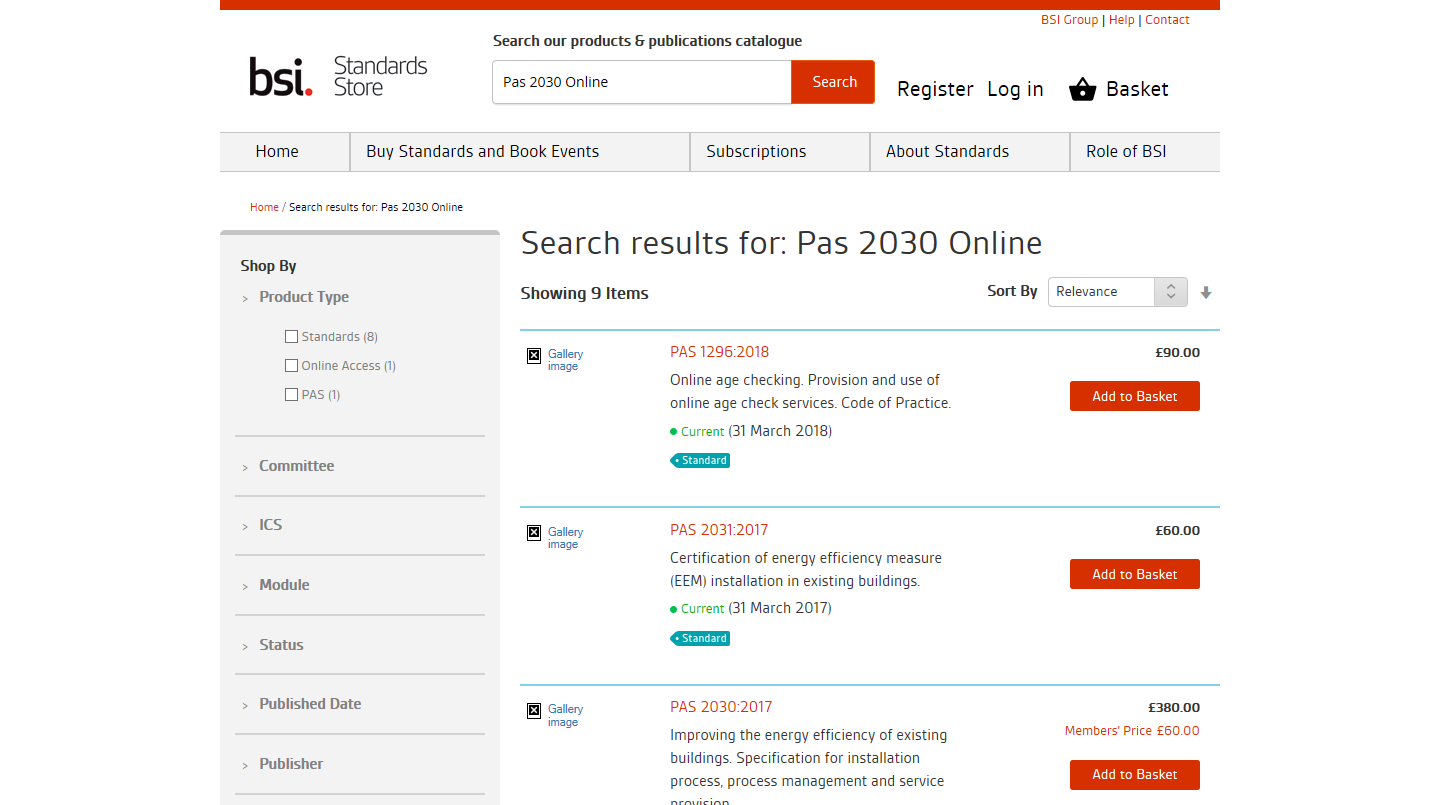 BSI Group | Help | Contact
Search our products & publications catalogue
bsi. Standards Store
Pas 2030 Online
Search
Register Log in Basket
Home
Buy Standards and Book Events
Subscriptions
About Standards
Role of BSI
Home / Search results for: Pas 2030 Online
Shop By
> Product Type
Standards (8)
Online Access (1)
PAS (1)
> Committee
> ICS
> Module
> Status
> Published Date
> Publisher
Search results for: Pas 2030 Online
Showing 9 Items
Sort By Relevance
Gallery image
PAS 1296:2018
£90.00
Online age checking. Provision and use of
online age check services. Code of Practice.
Add to Basket
Current (31 March 2018)
Standard
Gallery image
PAS 2031:2017
£60.00
Certification of energy efficiency measure
(EEM) installation in existing buildings.
Add to Basket
Current (31 March 2017)
Standard
Gallery image
PAS 2030:2017
£380.00
Members' Price £60.00
Improving the energy efficiency of existing
buildings. Specification for installation
process, process management and service
provision.
Add to Basket